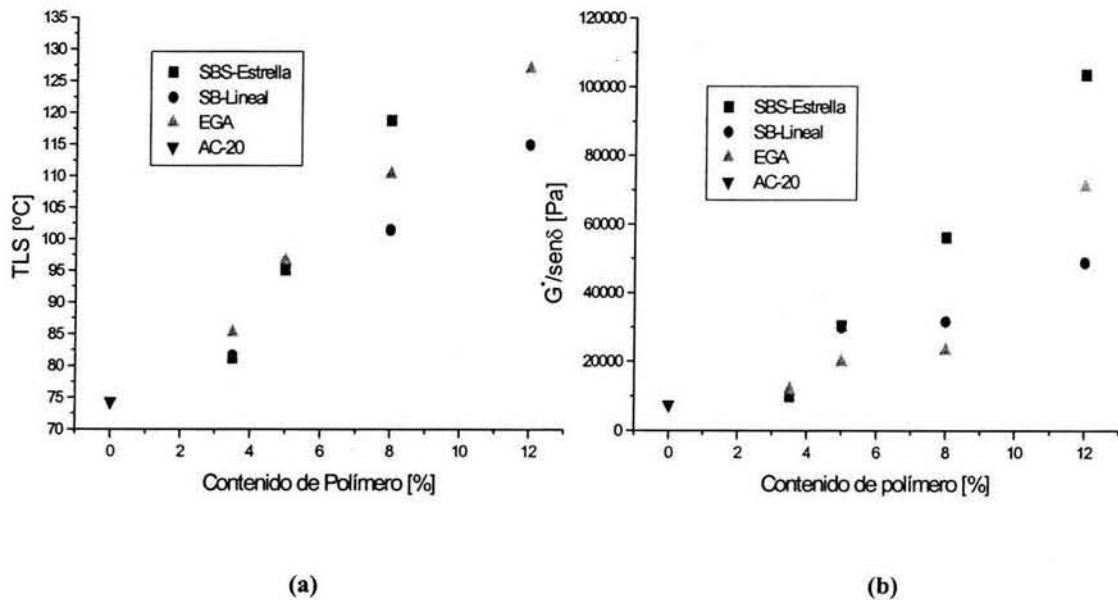 135
130
125
120
115
110
105
100
95
90
85
80
75
70
TLS [ºC]
SBS-Estrella
SB-Lineal
EGA
AC-20
0 2 4 6 8 10 12
Contenido de Polímero [%]
(a)
120000
100000
80000
60000
40000
20000
0
G*/senδ [Pa]
SBS-Estrella
SB-Lineal
EGA
AC-20
0 2 4 6 8 10 12
Contenido de polímero [%]
(b)